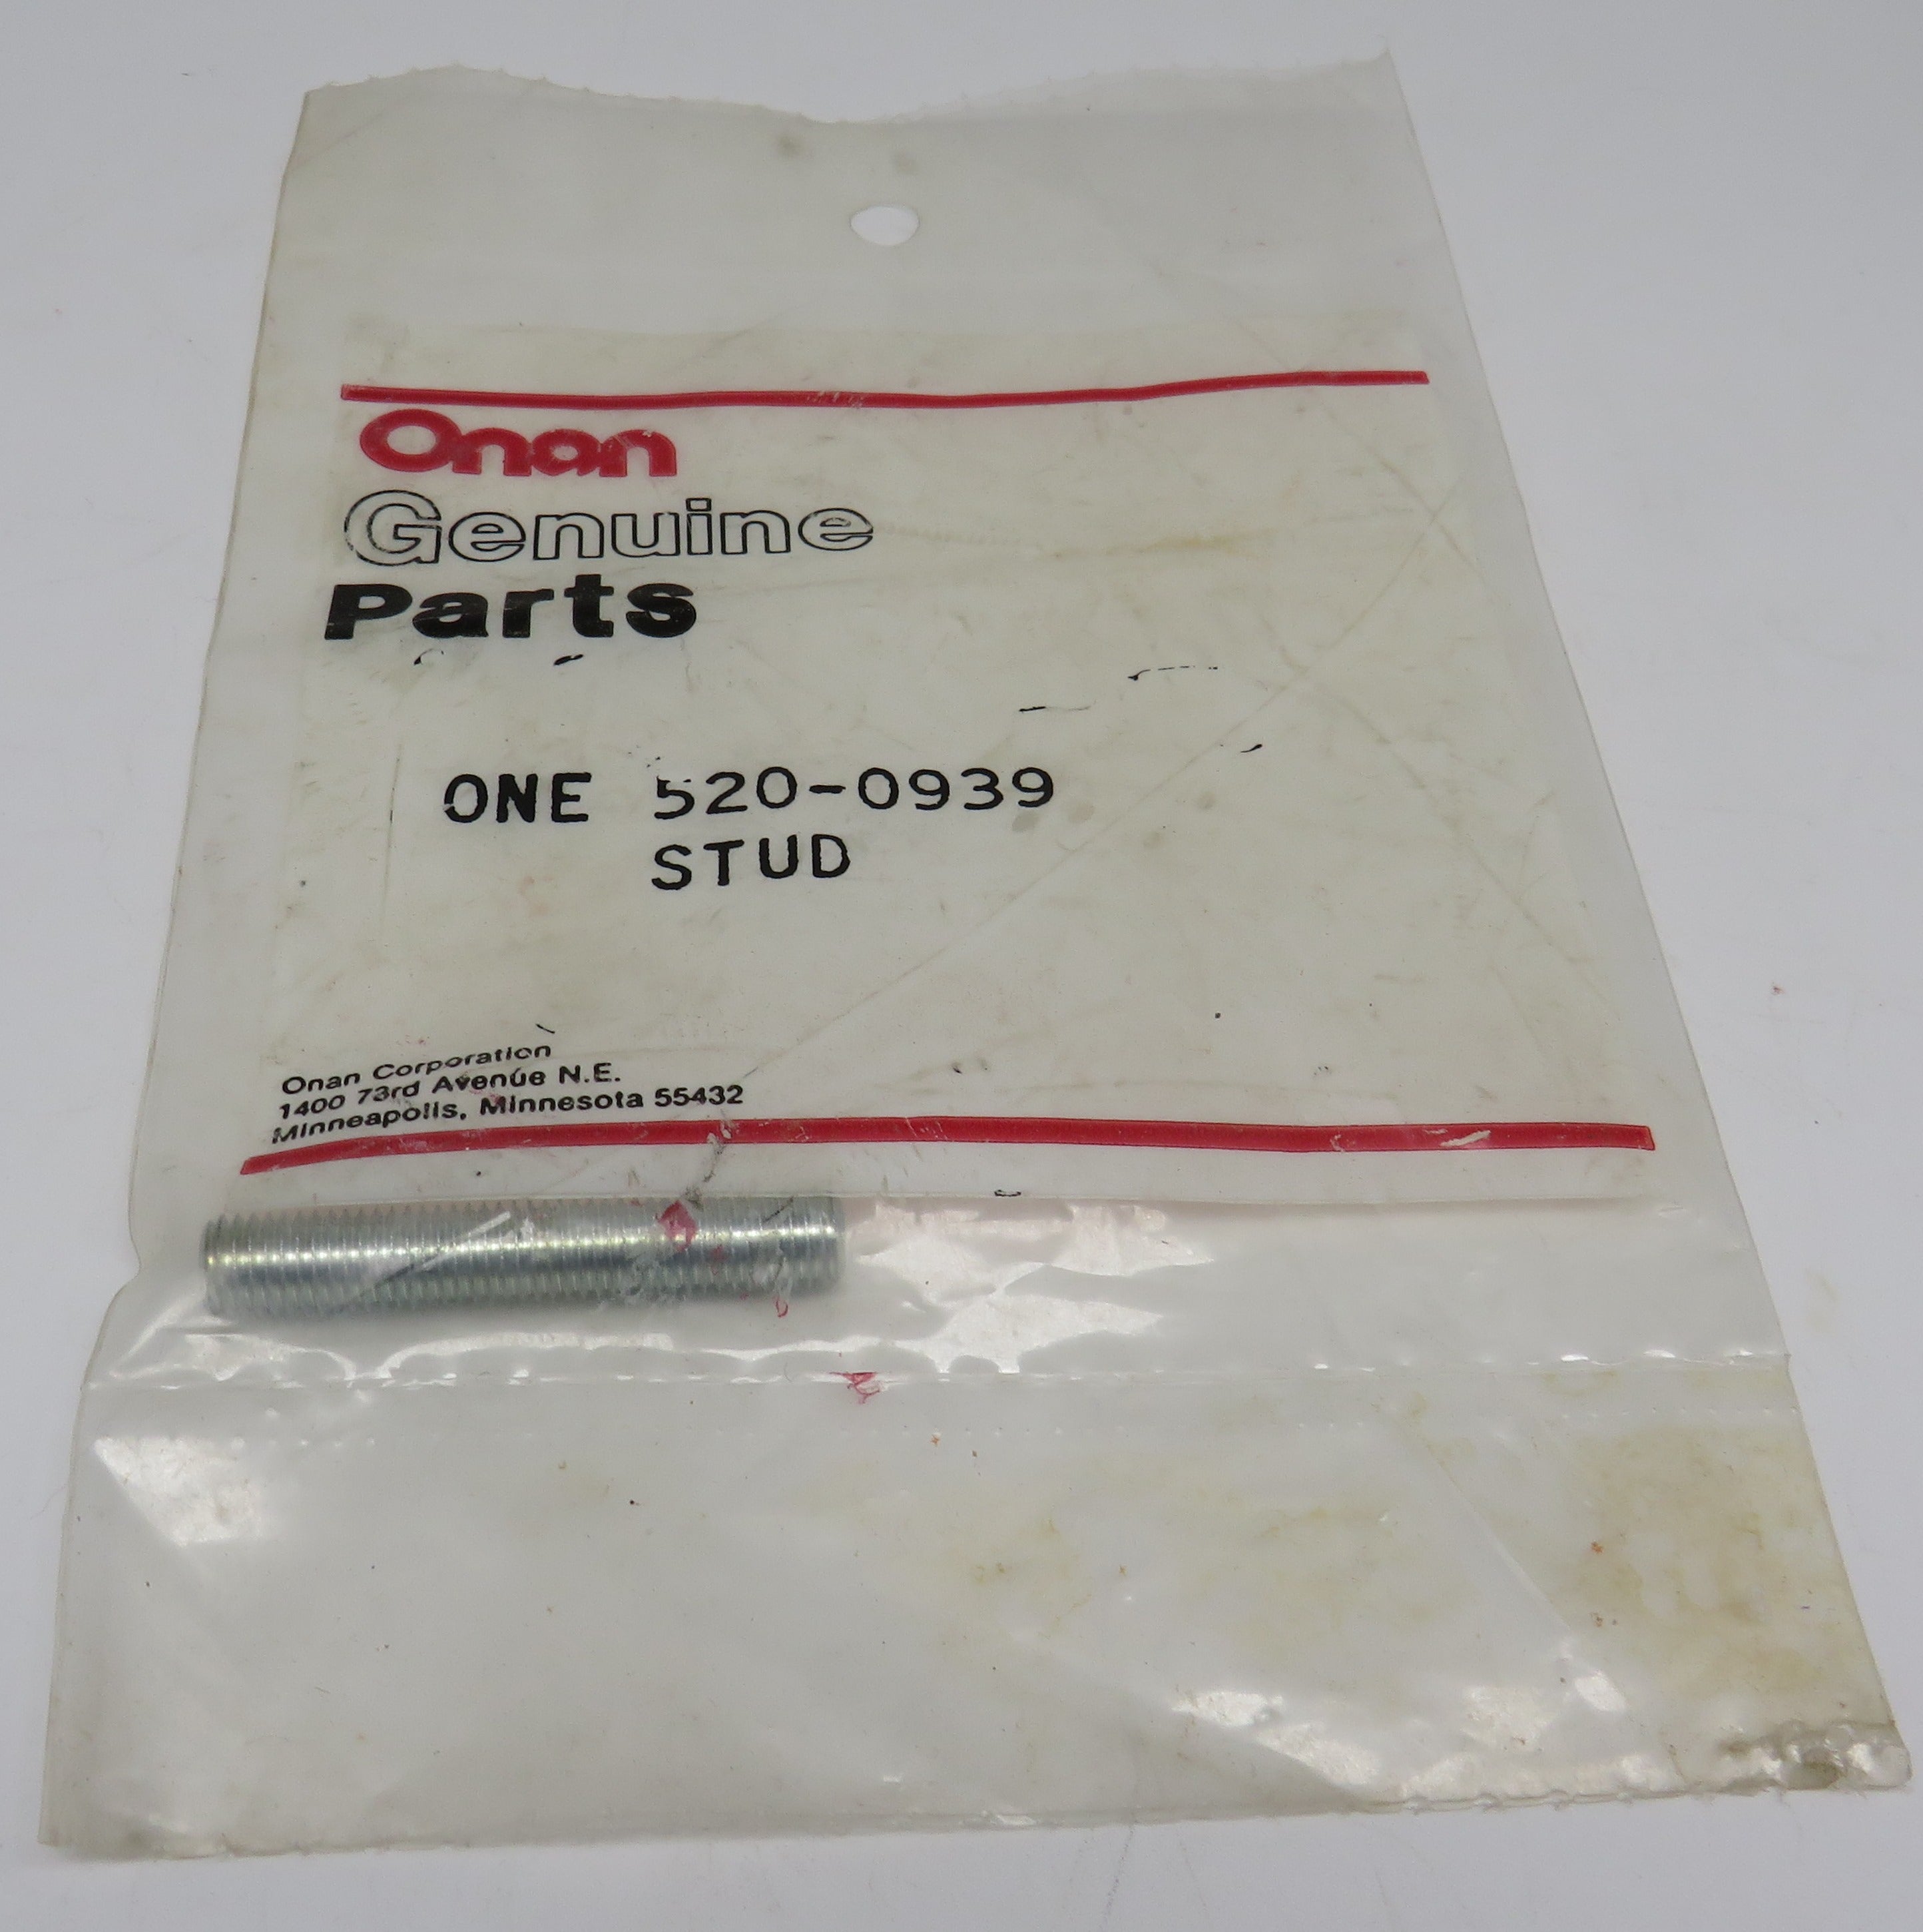 Onan
Genuine
Parts
ONE 520-0939
STUD
Onan Corporation
1400 73rd Avenue N.E.
Minneapolis, Minnesota 55432